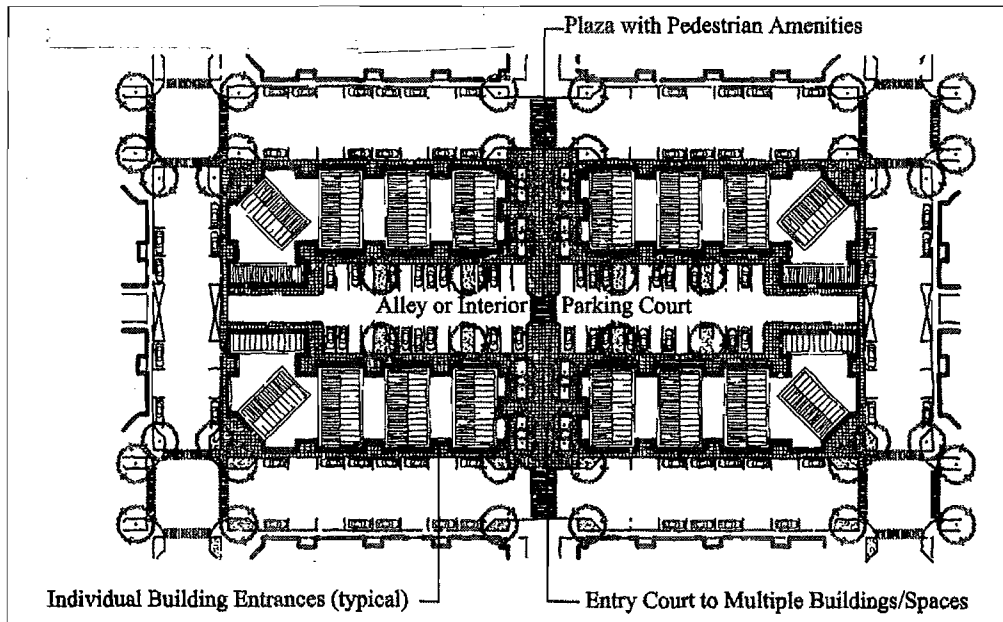 Plaza with Pedestrian Amenities
Alley or Interior Parking Court
Individual Building Entrances (typical)
Entry Court to Multiple Buildings/Spaces